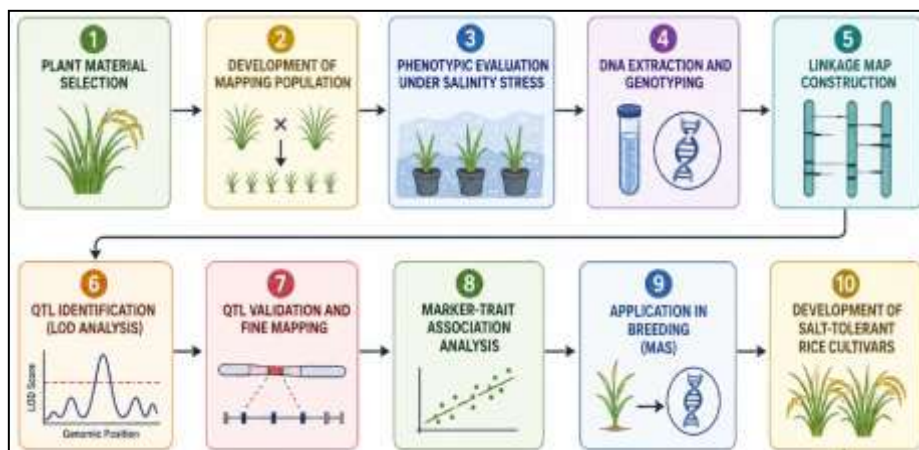 1
PLANT MATERIAL
SELECTION
2
DEVELOPMENT OF
MAPPING POPULATION
3
PHENOTYPIC EVALUATION
UNDER SALINITY STRESS
4
DNA EXTRACTION AND
GENOTYPING
5
LINKAGE MAP
CONSTRUCTION
6
QTL IDENTIFICATION
(LOD ANALYSIS)
LOD Score
Genomic Position
7
QTL VALIDATION AND
FINE MAPPING
8
MARKER-TRAIT
ASSOCIATION
ANALYSIS
9
APPLICATION IN
BREEDING
(MAS)
10
DEVELOPMENT OF
SALT-TOLERANT
RICE CULTIVARS